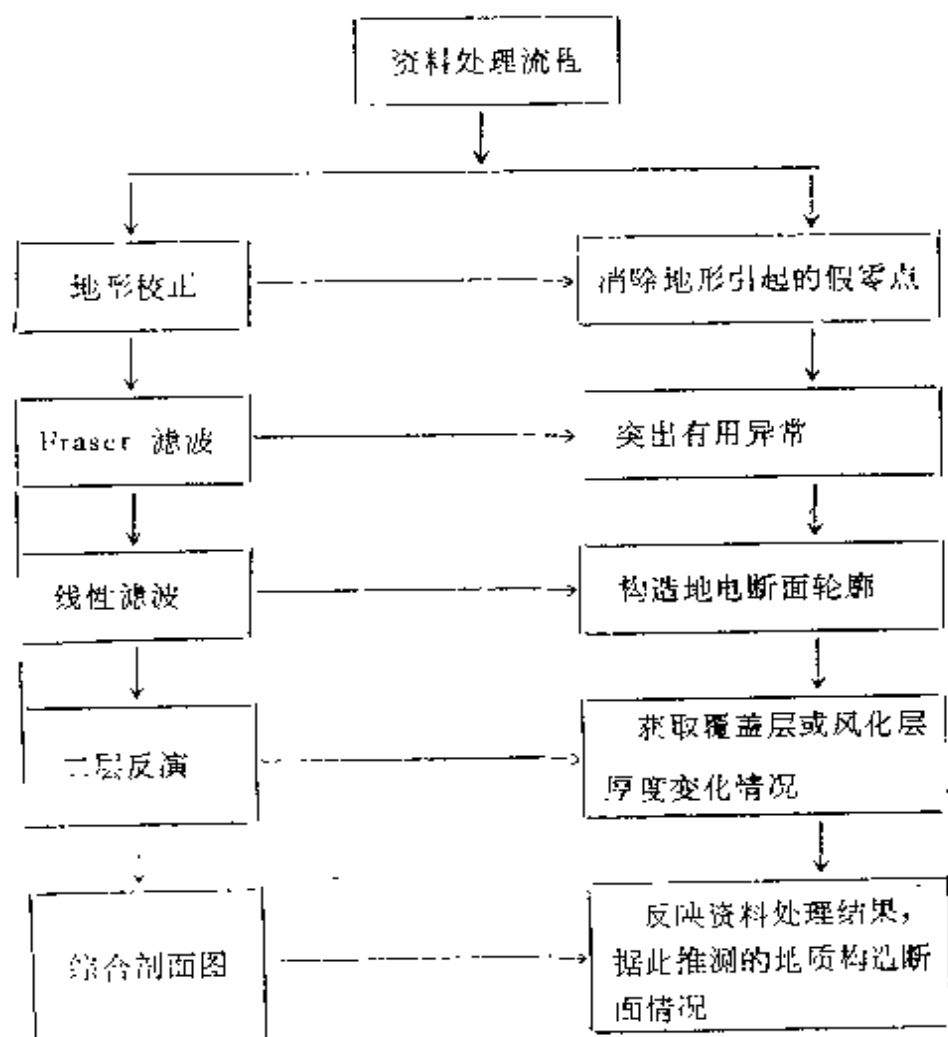 资料处理流程
地形校正
消除地形引起的假零点
Fraser 滤波
突出有用异常
线性滤波
构造地电断面轮廓
二层反演
获取覆盖层或风化层
厚度变化情况
综合剖面图
反映资料处理结果,
据此推测的地质构造断
面情况